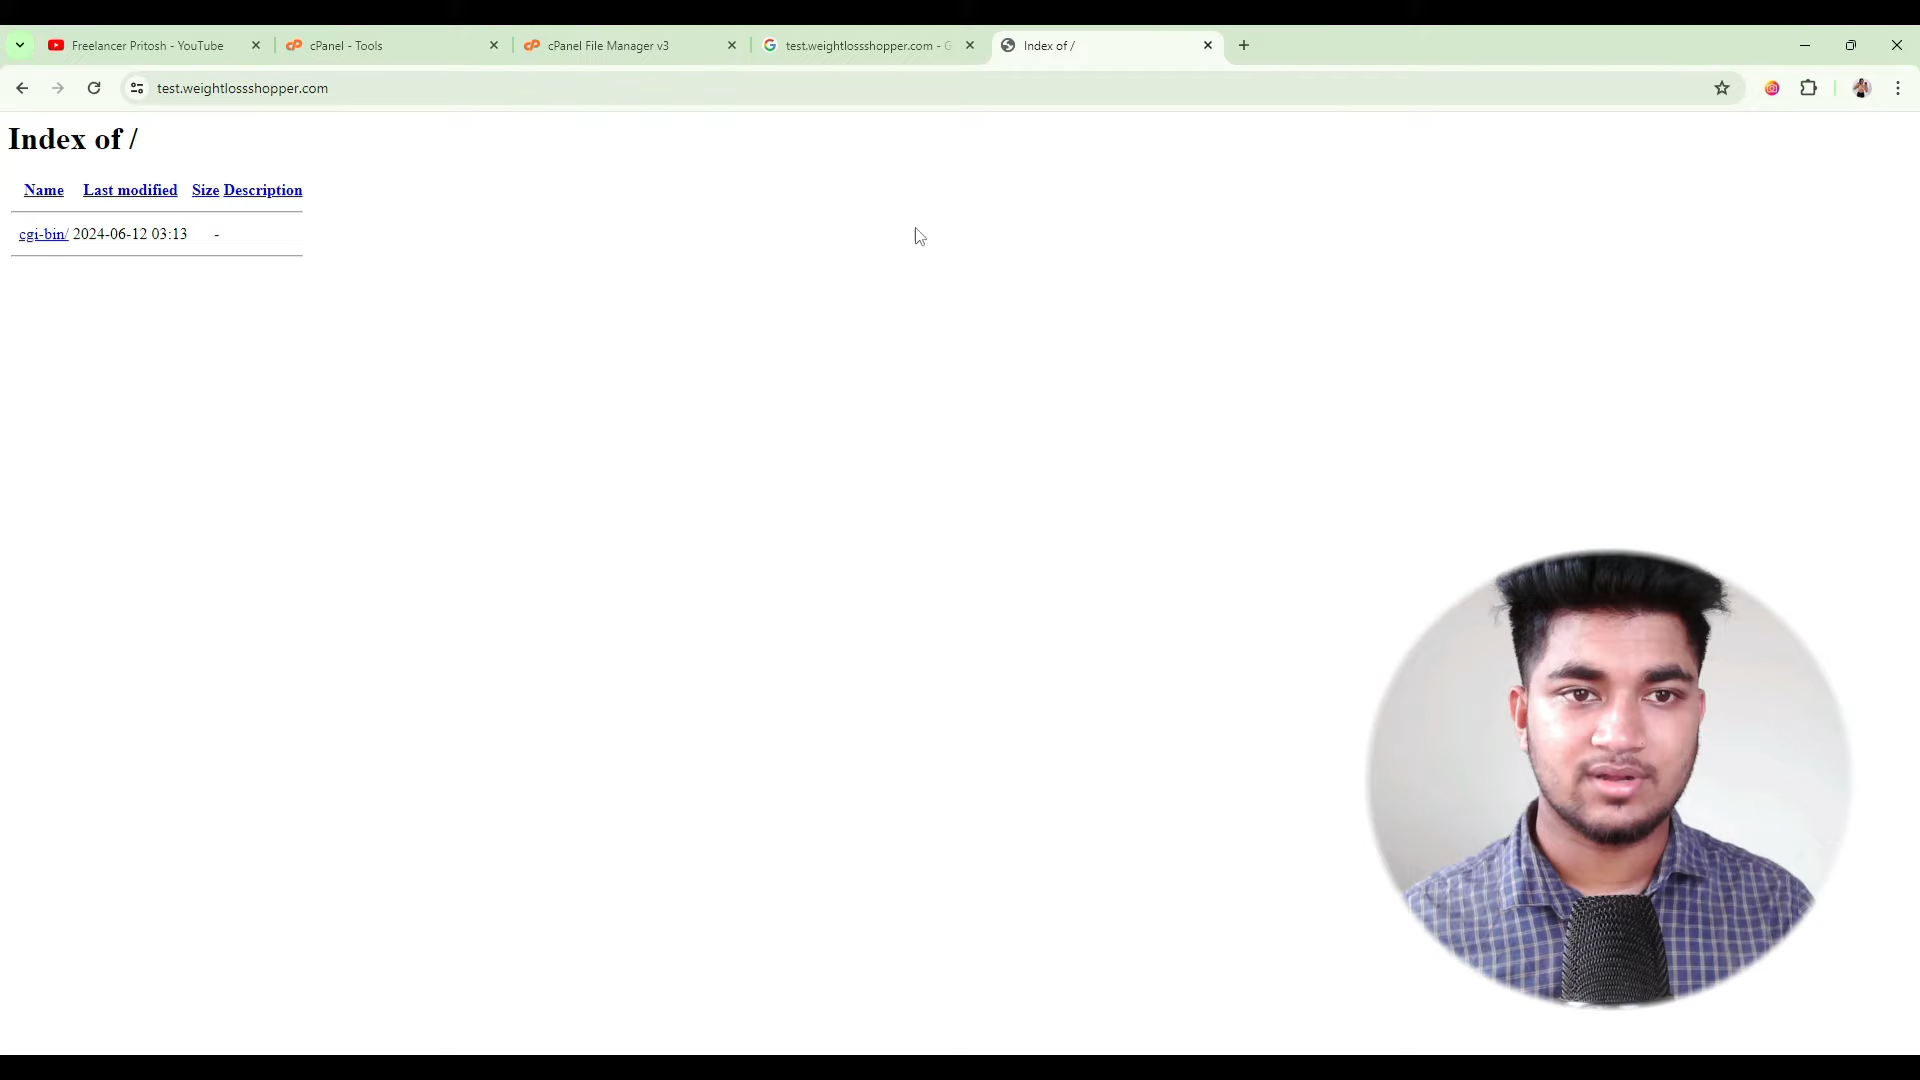 Freelancer Pritosh - YouTube
cPanel - Tools
cPanel File Manager v3
test.weightlossshopper.com - G
Index of /
test.weightlossshopper.com
Index of /
Name Last modified Size Description
cgi-bin/ 2024-06-12 03:13 -